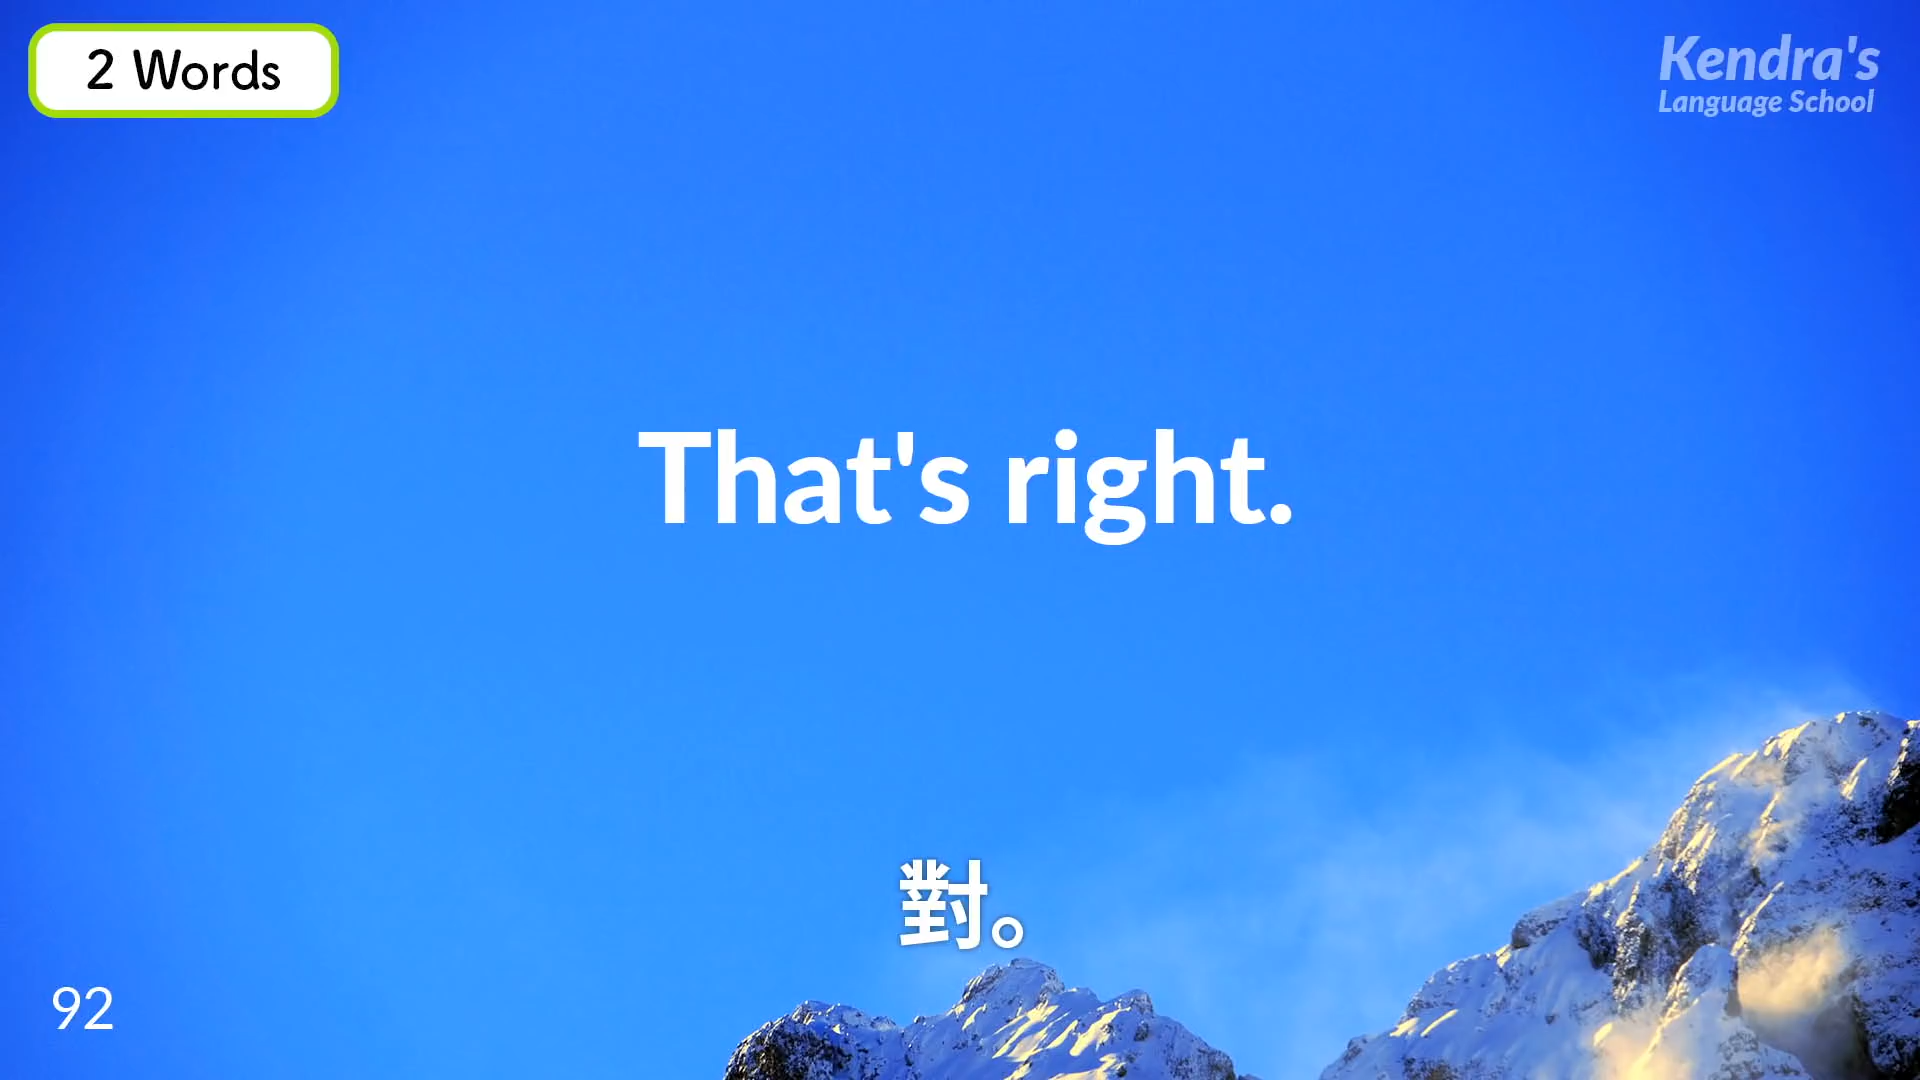 2 Words
Kendra's
Language School
That's right.
對。
92